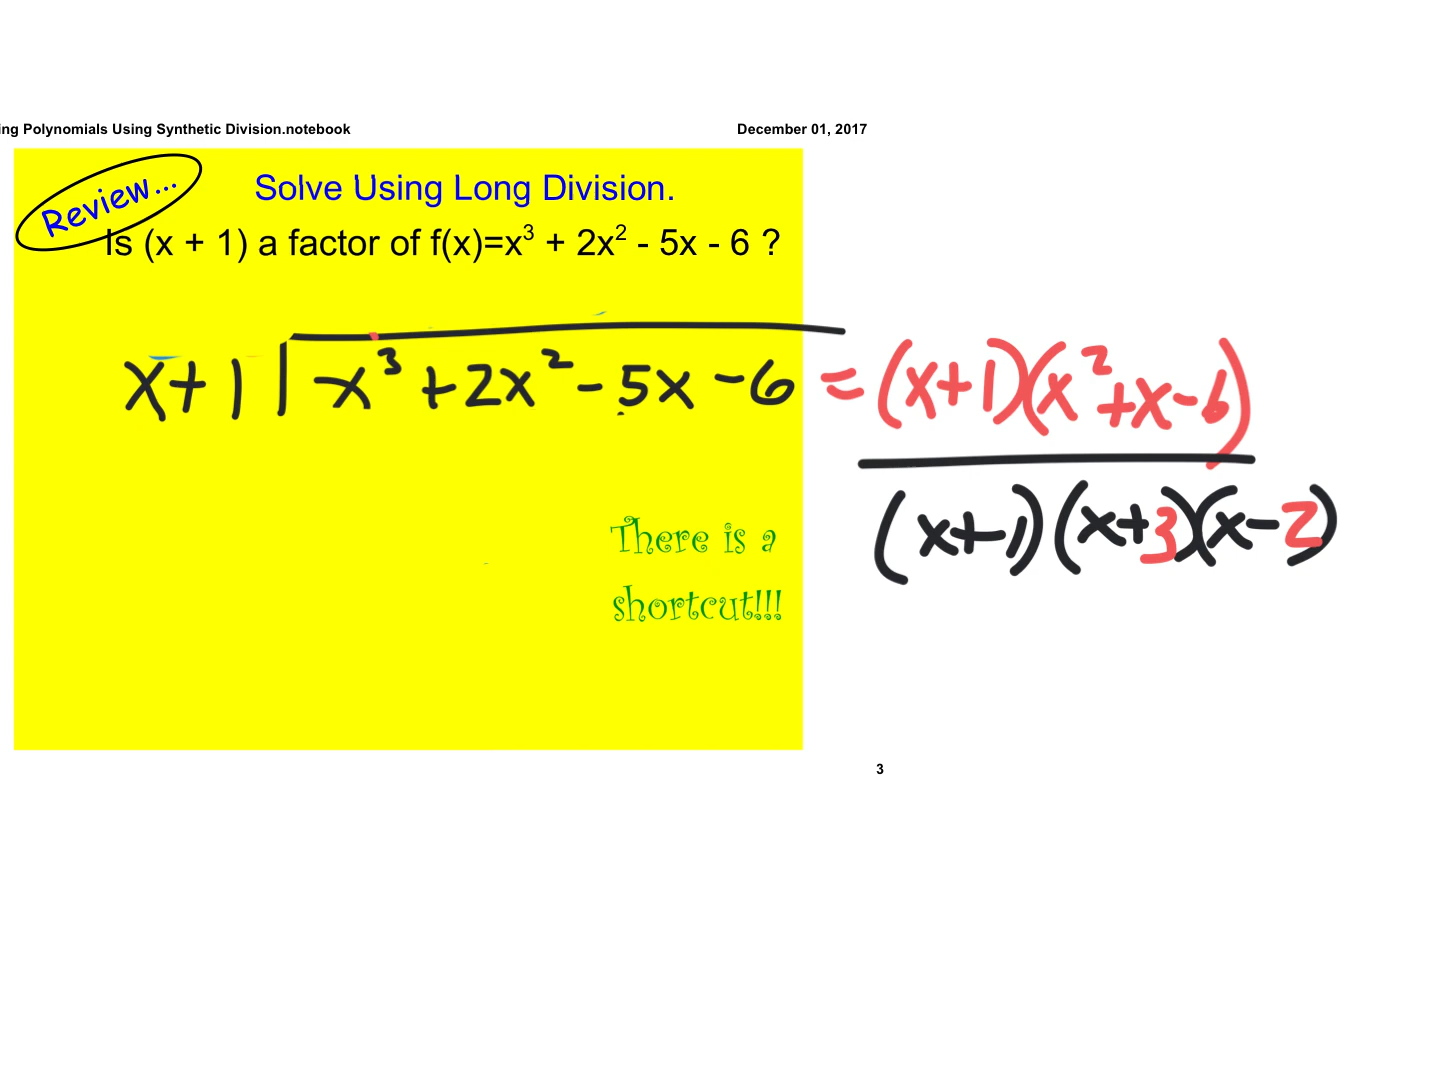 ing Polynomials Using Synthetic Division.notebook
December 01, 2017
Review...
Solve Using Long Division.
Is (x + 1) a factor of f(x)=x³ + 2x² - 5x - 6 ?
x+1 | x³+2x²-5x-6 =(x+1)(x²+x-6)
(x+1)(x+3)(x-2)
There is a
shortcut!!!
3